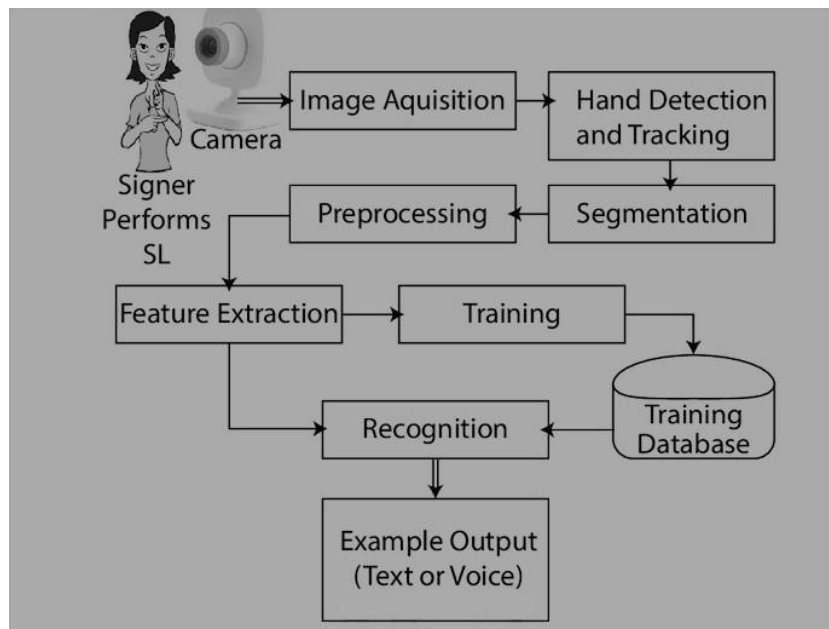 Camera
Signer
Performs
SL
Image Aquisition
Hand Detection
and Tracking
Segmentation
Preprocessing
Feature Extraction
Training
Training
Database
Recognition
Example Output
(Text or Voice)